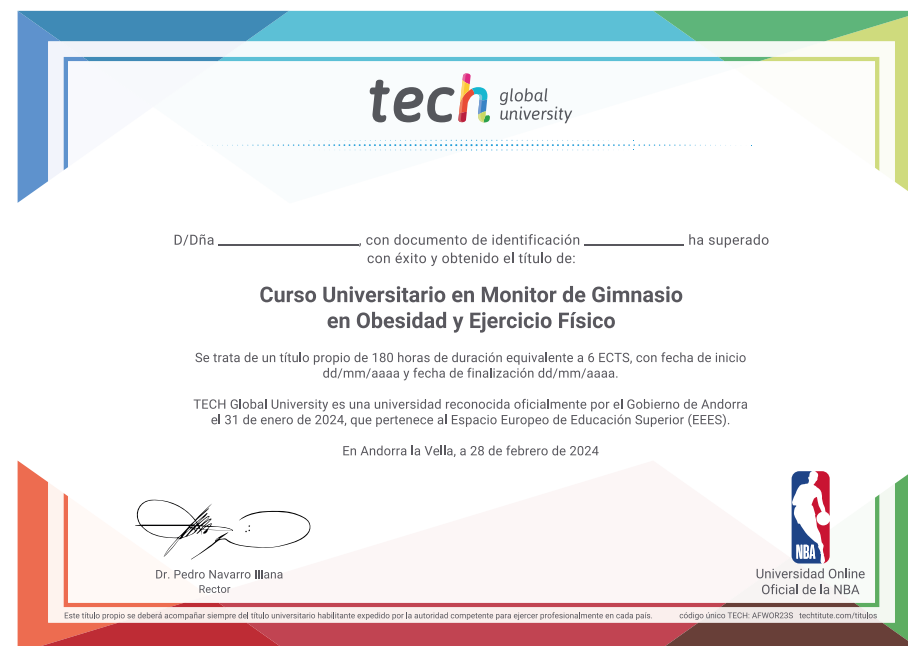 tech global
university
D/Dña ____________________, con documento de identificación ______________ ha superado
con éxito y obtenido el título de:
Curso Universitario en Monitor de Gimnasio
en Obesidad y Ejercicio Físico
Se trata de un título propio de 180 horas de duración equivalente a 6 ECTS, con fecha de inicio
dd/mm/aaaa y fecha de finalización dd/mm/aaaa.
TECH Global University es una universidad reconocida oficialmente por el Gobierno de Andorra
el 31 de enero de 2024, que pertenece al Espacio Europeo de Educación Superior (EEES).
En Andorra la Vella, a 28 de febrero de 2024
NBA
Dr. Pedro Navarro Illana
Rector
Universidad Online
Oficial de la NBA
Este título propio se deberá acompañar siempre del título universitario habilitante expedido por la autoridad competente para ejercer profesionalmente en cada país. código único TECH: AFWOR23S techtitute.com/titulos